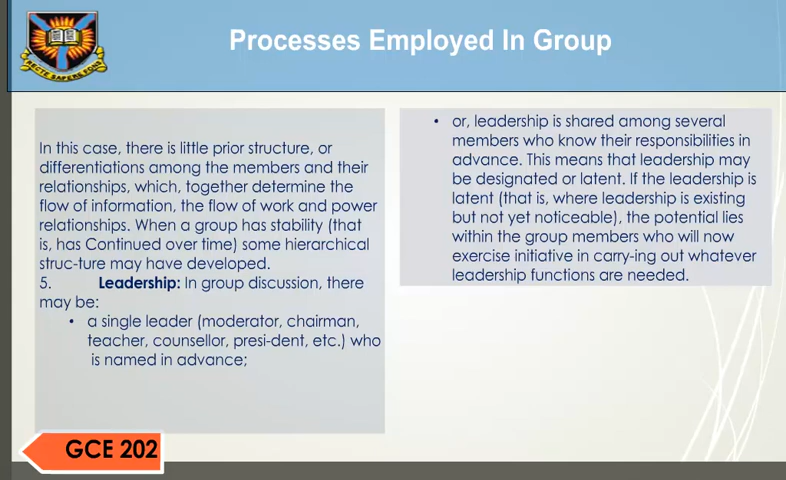 Processes Employed In Group
RECTE SAPERE FONS
In this case, there is little prior structure, or
differentiations among the members and their
relationships, which, together determine the
flow of information, the flow of work and power
relationships. When a group has stability (that
is, has Continued over time) some hierarchical
struc-ture may have developed.
5. Leadership: In group discussion, there
may be:
• a single leader (moderator, chairman,
teacher, counsellor, presi-dent, etc.) who
is named in advance;
• or, leadership is shared among several
members who know their responsibilities in
advance. This means that leadership may
be designated or latent. If the leadership is
latent (that is, where leadership is existing
but not yet noticeable), the potential lies
within the group members who will now
exercise initiative in carry-ing out whatever
leadership functions are needed.
GCE 202